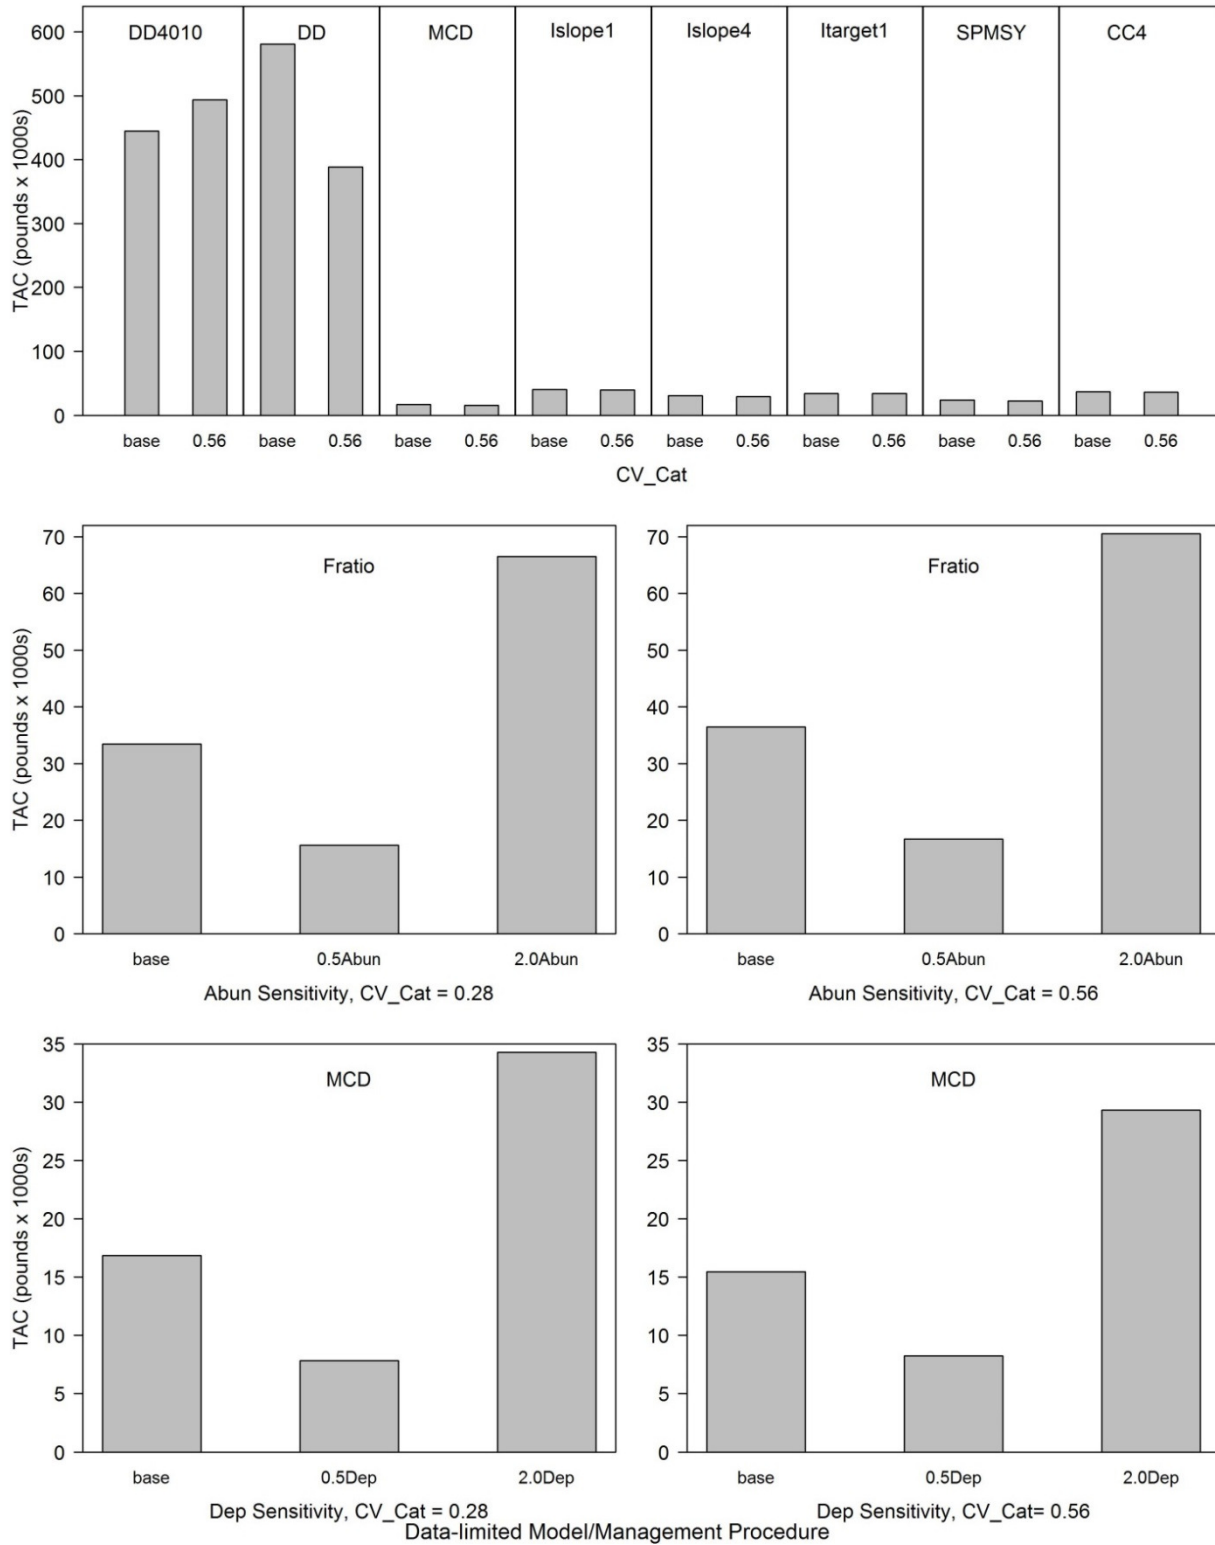 DD4010 DD MCD Islope1 Islope4 Itarget1 SPMSY CC4
TAC (pounds x 1000s)
600
500
400
300
200
100
0
base 0.56 base 0.56 base 0.56 base 0.56 base 0.56 base 0.56 base 0.56 base 0.56
CV_Cat
Fratio
TAC (pounds x 1000s)
70
60
50
40
30
20
10
0
base 0.5Abun 2.0Abun
Abun Sensitivity, CV_Cat = 0.28
Fratio
70
60
50
40
30
20
10
0
base 0.5Abun 2.0Abun
Abun Sensitivity, CV_Cat = 0.56
MCD
TAC (pounds x 1000s)
35
30
25
20
15
10
5
0
base 0.5Dep 2.0Dep
Dep Sensitivity, CV_Cat = 0.28
MCD
35
30
25
20
15
10
5
0
base 0.5Dep 2.0Dep
Dep Sensitivity, CV_Cat= 0.56
Data-limited Model/Management Procedure